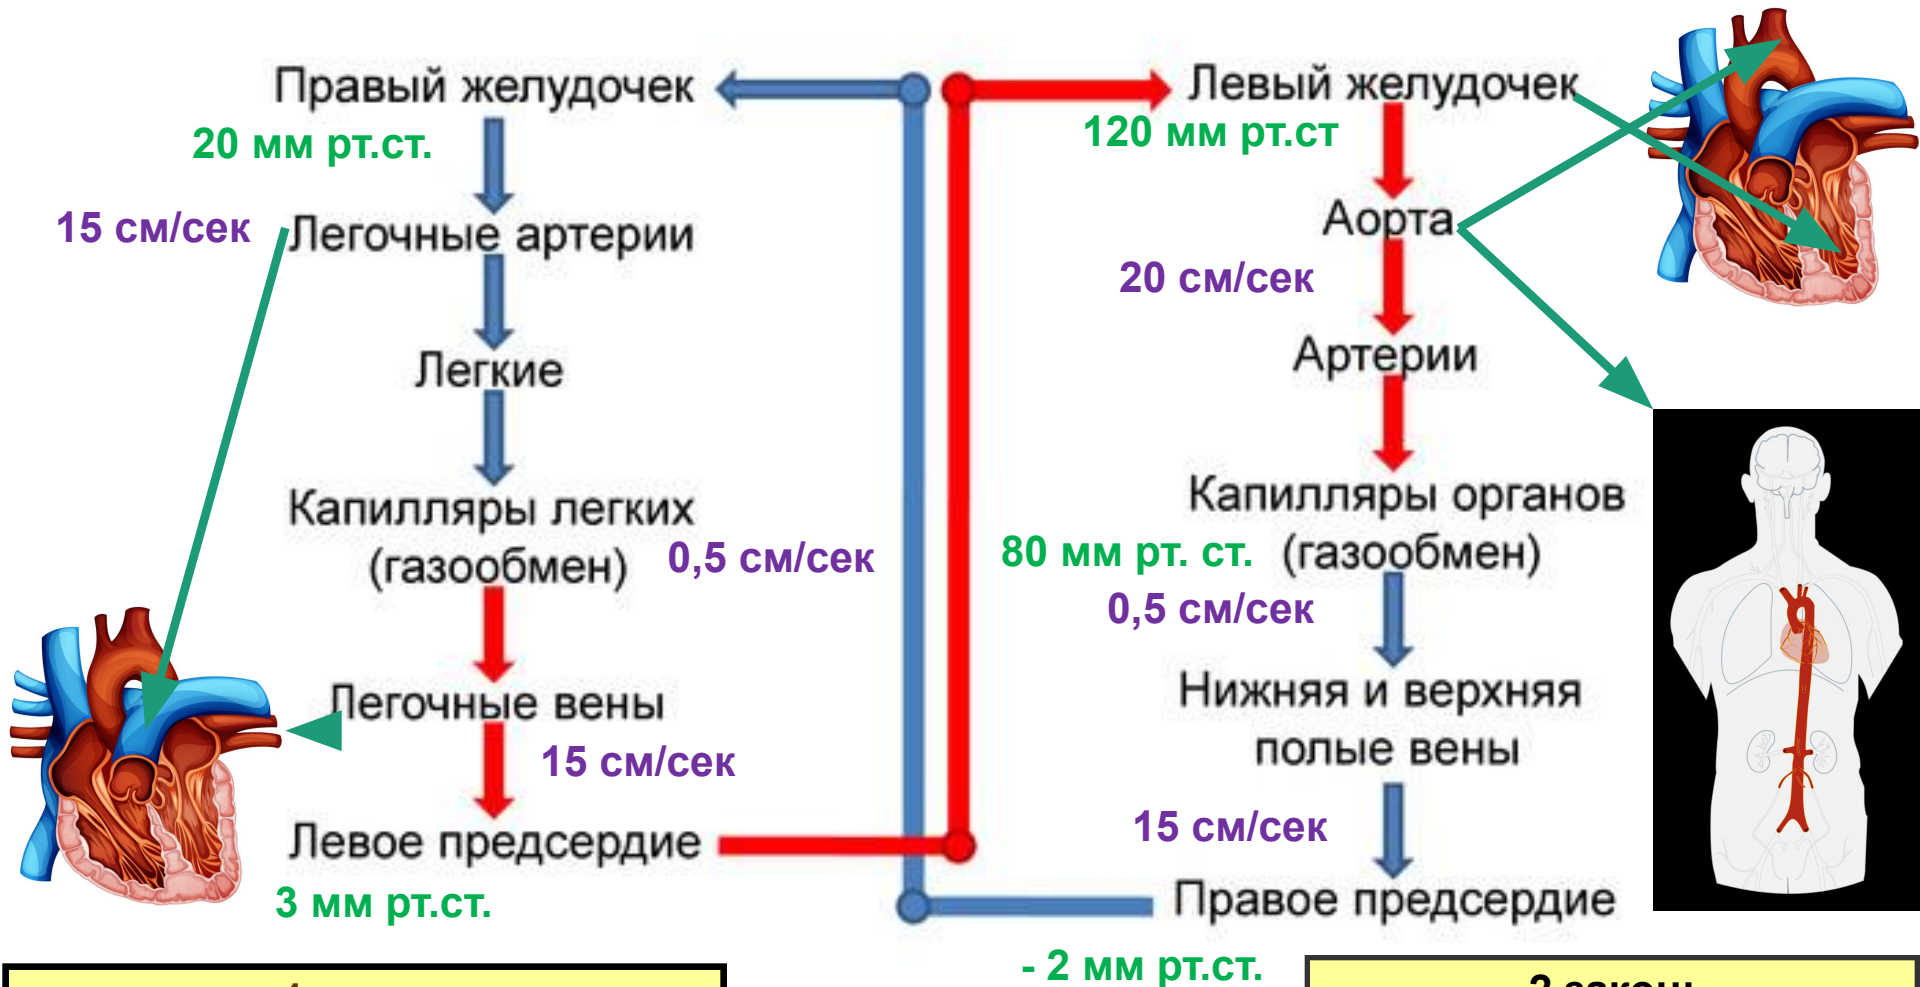 Правый желудочек
20 мм рт.ст.
15 см/сек
Легочные артерии
Легкие
Капилляры легких
(газообмен)
0,5 см/сек
Легочные вены
15 см/сек
Левое предсердие
3 мм рт.ст.
Левый желудочек
120 мм рт.ст
Аорта
20 см/сек
Артерии
Капилляры органов
80 мм рт. ст. (газообмен)
0,5 см/сек
Нижняя и верхняя
полые вены
15 см/сек
Правое предсердие
- 2 мм рт.ст.